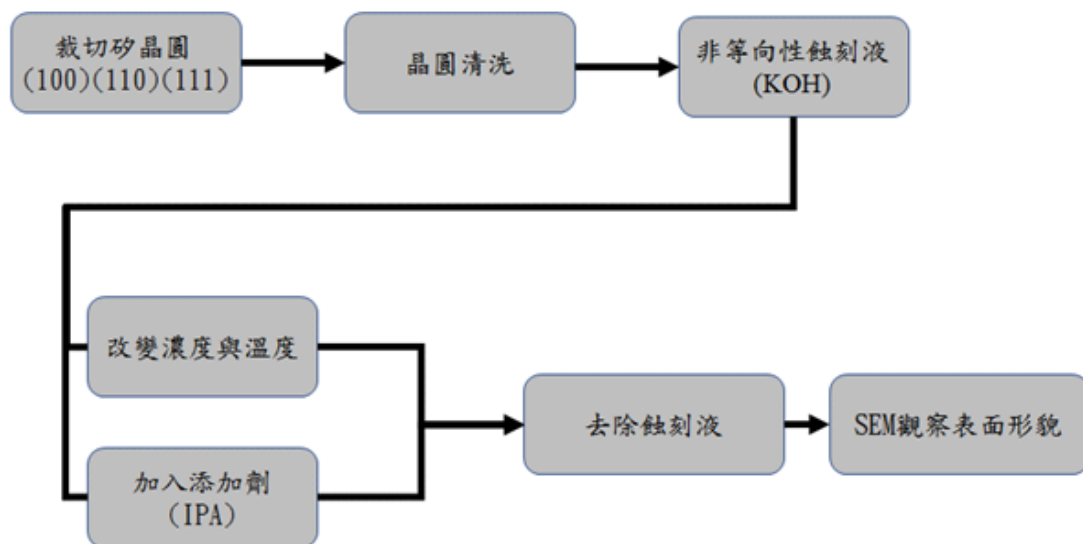 裁切矽晶圓
(100)(110)(111)
晶圓清洗
非等向性蝕刻液
(KOH)
改變濃度與溫度
加入添加劑
(IPA)
去除蝕刻液
SEM觀察表面形貌